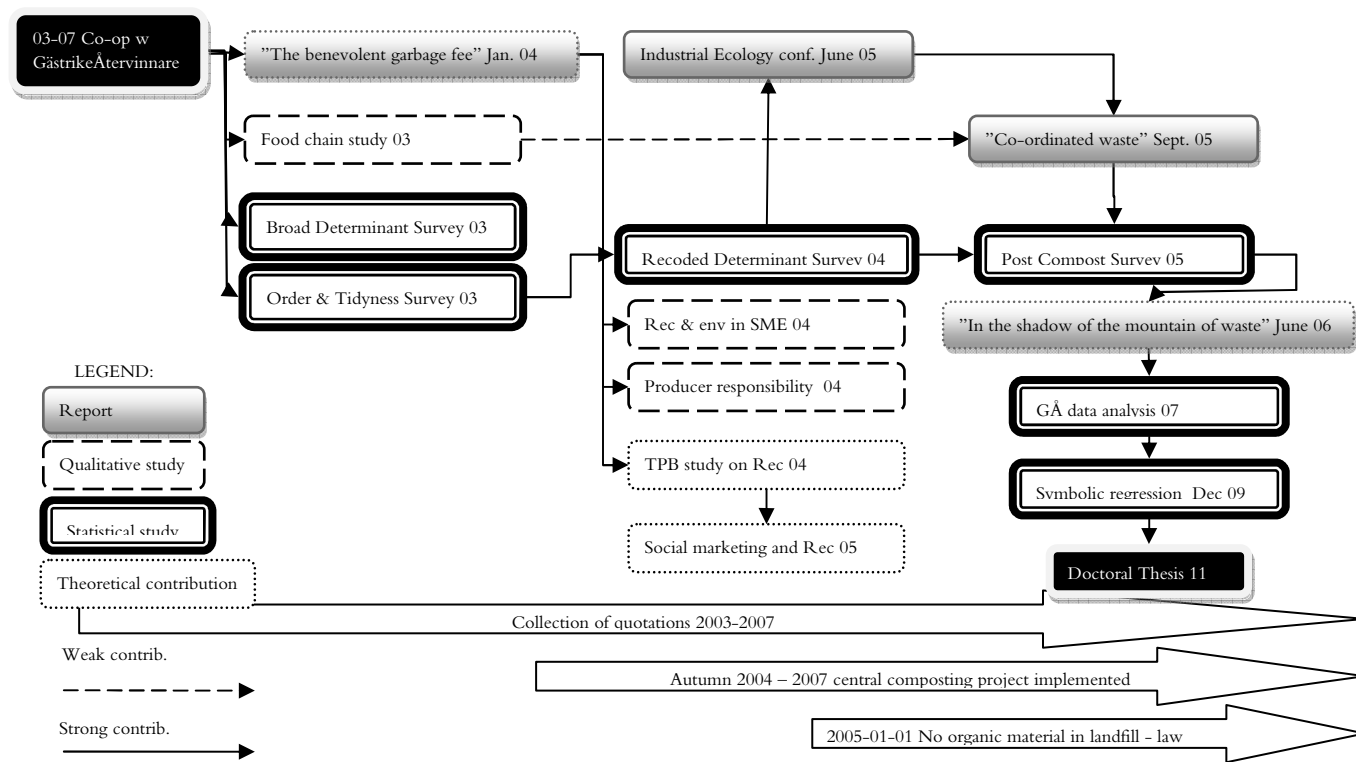 03-07 Co-op w
GästrikeÅtervinnare
”The benevolent garbage fee” Jan. 04
Industrial Ecology conf. June 05
Food chain study 03
”Co-ordinated waste” Sept. 05
Broad Determinant Survey 03
Recoded Determinant Survey 04
Post Compost Survey 05
Order & Tidyness Survey 03
Rec & env in SME 04
”In the shadow of the mountain of waste” June 06
Producer responsibility 04
GÅ data analysis 07
TPB study on Rec 04
Symbolic regression Dec 09
Social marketing and Rec 05
Doctoral Thesis 11
LEGEND:
Report
Qualitative study
Statistical study
Theoretical contribution
Collection of quotations 2003-2007
Weak contrib.
Autumn 2004 – 2007 central composting project implemented
Strong contrib.
2005-01-01 No organic material in landfill - law